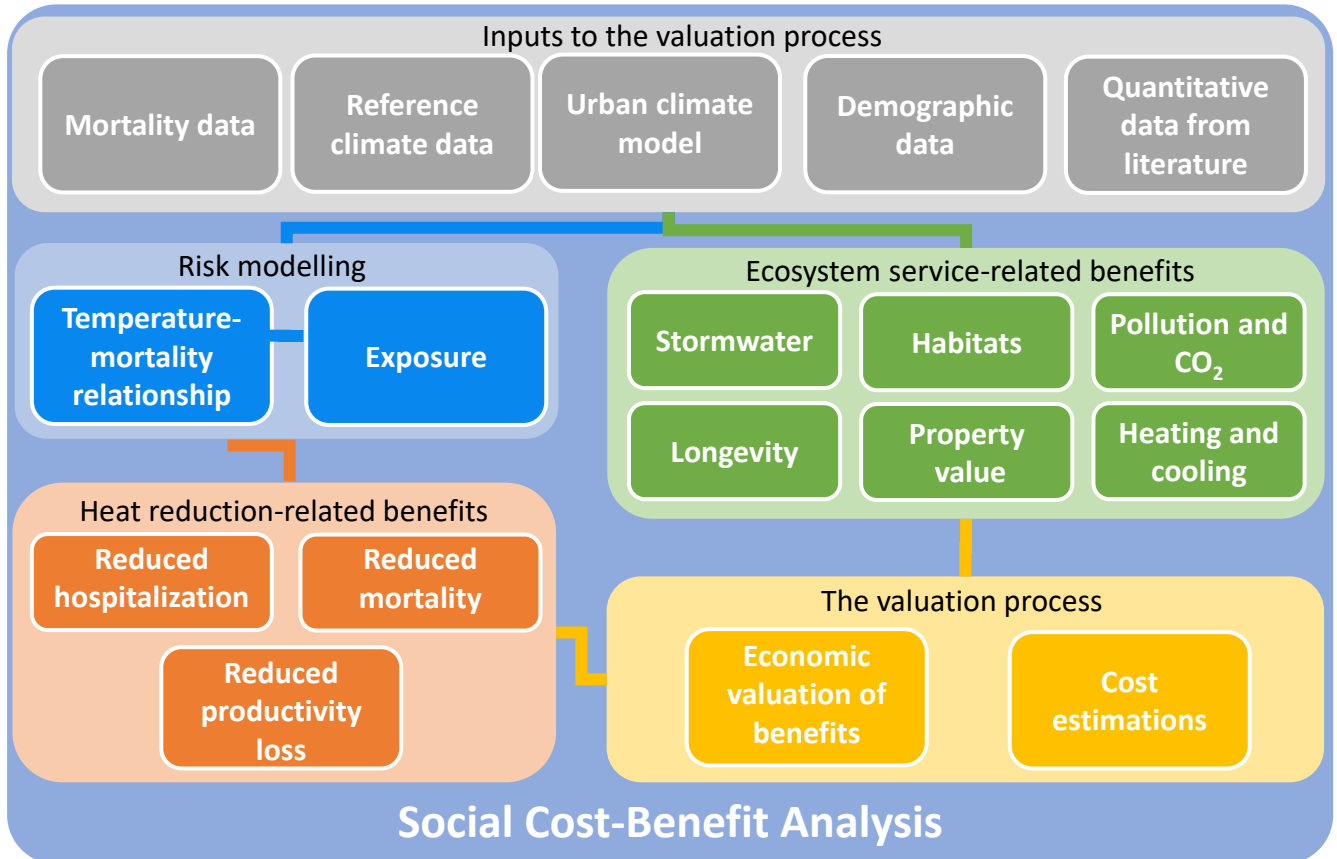 Inputs to the valuation process
Mortality data
Reference
climate data
Urban climate
model
Demographic
data
Quantitative
data from
literature
Risk modelling
Temperature-
mortality
relationship
Exposure
Ecosystem service-related benefits
Stormwater
Habitats
Pollution and
CO₂
Longevity
Property
value
Heating and
cooling
Heat reduction-related benefits
Reduced
hospitalization
Reduced
mortality
Reduced
productivity
loss
The valuation process
Economic
valuation of
benefits
Cost
estimations
Social Cost-Benefit Analysis